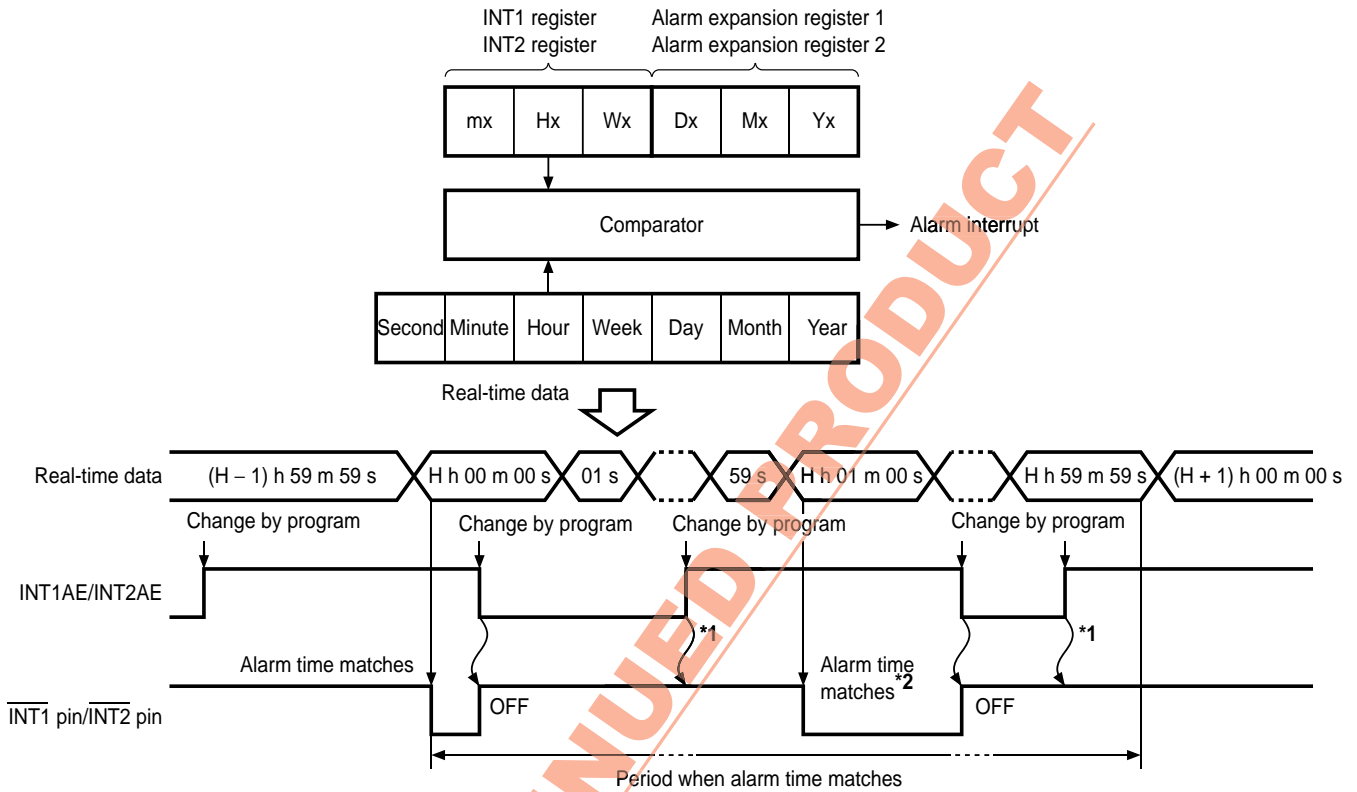 INT1 register
INT2 register
Alarm expansion register 1
Alarm expansion register 2
mx Hx Wx Dx Mx Yx
Comparator
Alarm interrupt
Second Minute Hour Week Day Month Year
Real-time data
Real-time data
(H − 1) h 59 m 59 s
H h 00 m 00 s
01 s
59 s
H h 01 m 00 s
H h 59 m 59 s
(H + 1) h 00 m 00 s
Change by program
Change by program
Change by program
Change by program
INT1AE/INT2AE
*1
*1
Alarm time matches
Alarm time
matches*2
INT1 pin/INT2 pin
OFF
OFF
Period when alarm time matches
NUED PRODUCT